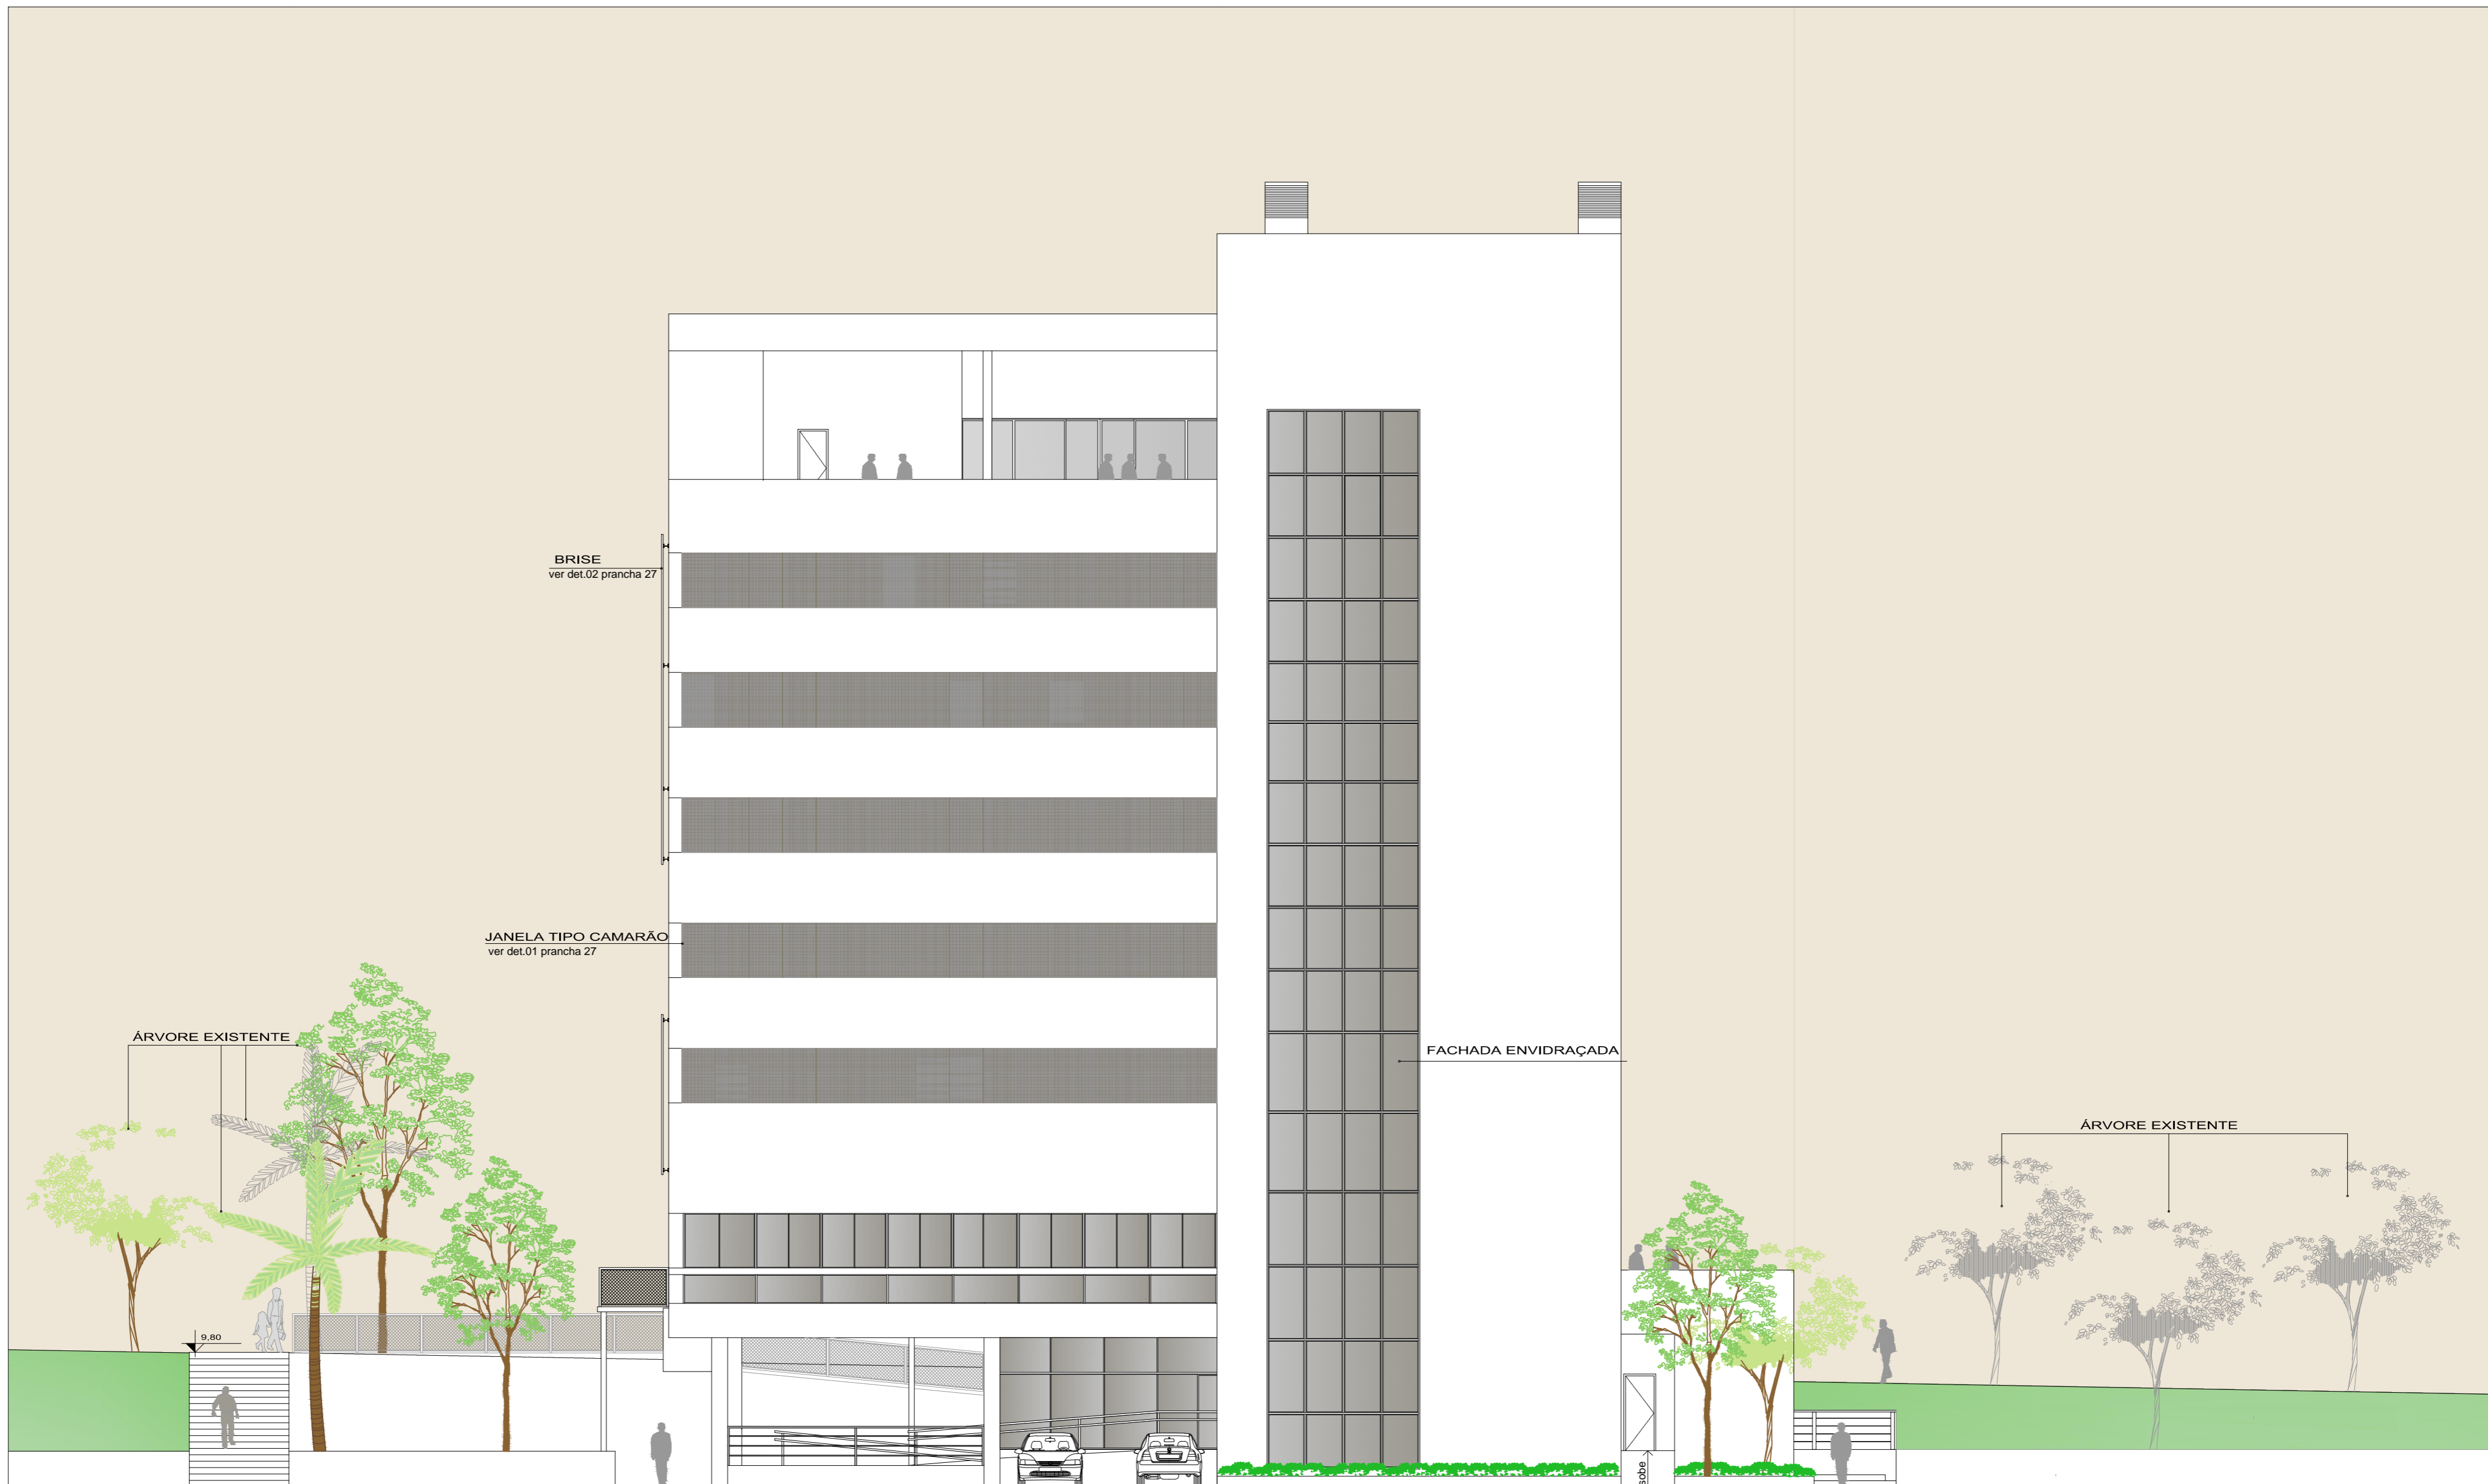 BRISE
ver det.02 prancha 27
JANELA TIPO CAMARÃO
ver det.01 prancha 27
ÁRVORE EXISTENTE
FACHADA ENVIDRAÇADA
ÁRVORE EXISTENTE
9,80
sobe